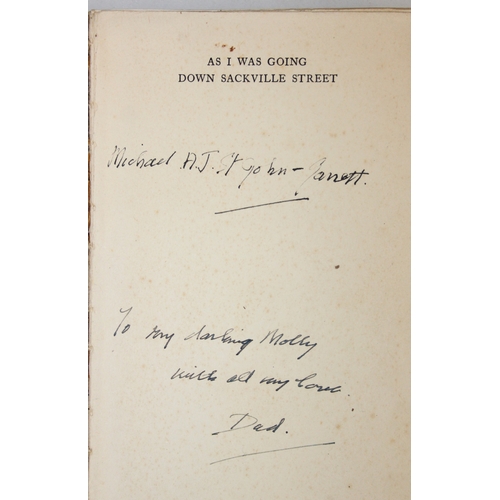 AS I WAS GOING
DOWN SACKVILLE STREET
Michael A.J. St John-Jarrett.
To my darling Molly
with all my love.
Dad.